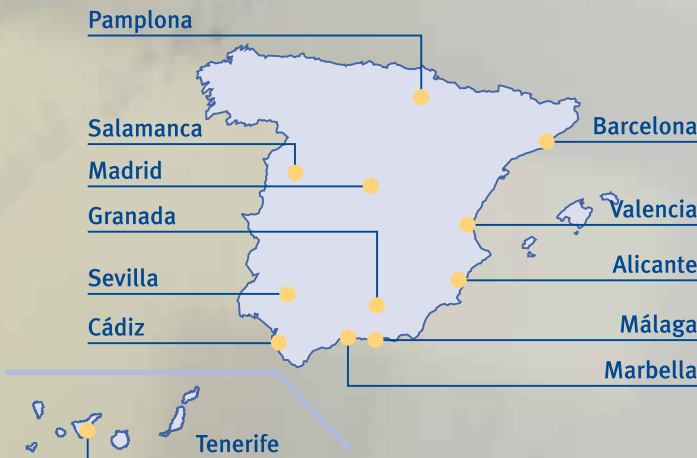 Pamplona
Salamanca
Madrid
Granada
Sevilla
Cádiz
Barcelona
Valencia
Alicante
Málaga
Marbella
Tenerife